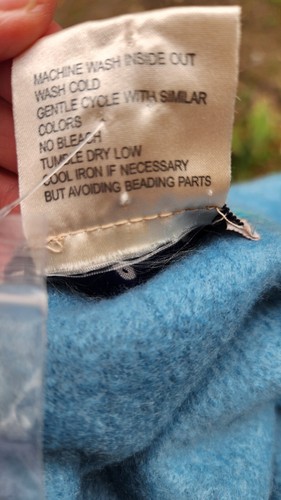 MACHINE WASH INSIDE OUT
WASH COLD
GENTLE CYCLE WITH SIMILAR
COLORS
NO BLEACH
TUMBLE DRY LOW
COOL IRON IF NECESSARY
BUT AVOIDING BEADING PARTS